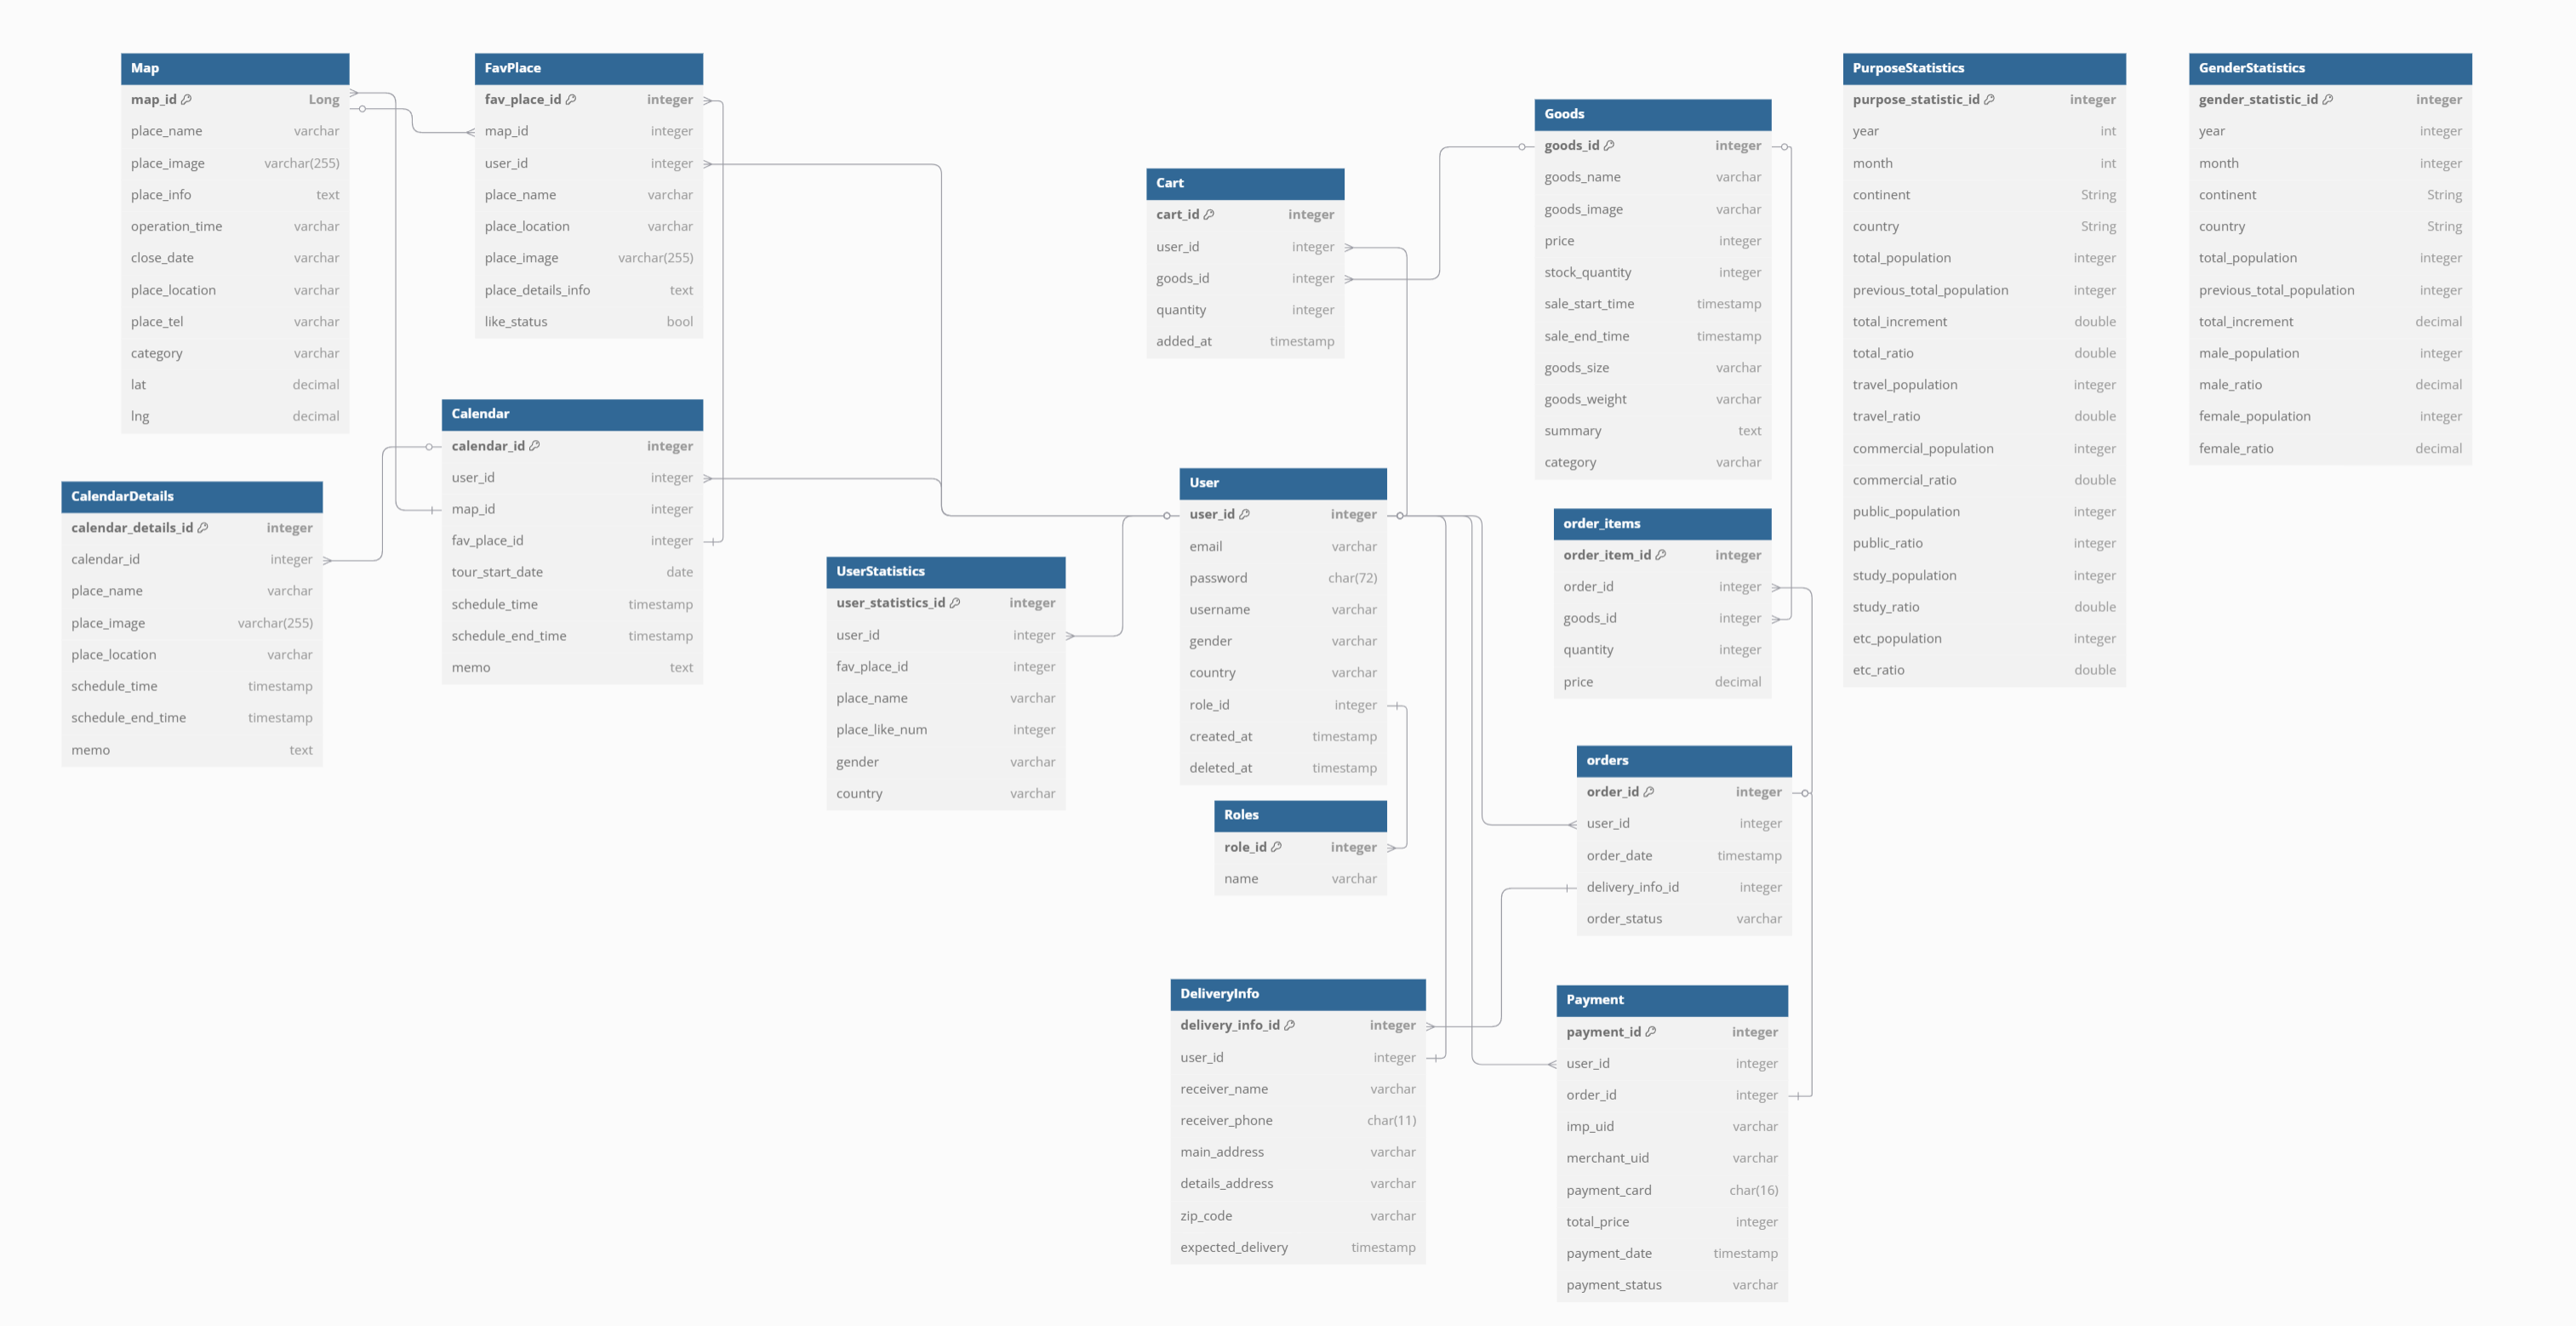 Map
map_id Long
place_name varchar
place_image varchar(255)
place_info text
operation_time varchar
close_date varchar
place_location varchar
place_tel varchar
category varchar
lat decimal
lng decimal
FavPlace
fav_place_id integer
map_id integer
user_id integer
place_name varchar
place_location varchar
place_image varchar(255)
place_details_info text
like_status bool
Calendar
calendar_id integer
user_id integer
map_id integer
fav_place_id integer
tour_start_date date
schedule_time timestamp
schedule_end_time timestamp
memo text
CalendarDetails
calendar_details_id integer
calendar_id integer
place_name varchar
place_image varchar(255)
place_location varchar
schedule_time timestamp
schedule_end_time timestamp
memo text
UserStatistics
user_statistics_id integer
user_id integer
fav_place_id integer
place_name varchar
place_like_num integer
gender varchar
country varchar
Cart
cart_id integer
user_id integer
goods_id integer
quantity integer
added_at timestamp
User
user_id integer
email varchar
password char(72)
username varchar
gender varchar
country varchar
role_id integer
created_at timestamp
deleted_at timestamp
Roles
role_id integer
name varchar
DeliveryInfo
delivery_info_id integer
user_id integer
receiver_name varchar
receiver_phone char(11)
main_address varchar
details_address varchar
zip_code varchar
expected_delivery timestamp
Goods
goods_id integer
goods_name varchar
goods_image varchar
price integer
stock_quantity integer
sale_start_time timestamp
sale_end_time timestamp
goods_size varchar
goods_weight varchar
summary text
category varchar
order_items
order_item_id integer
order_id integer
goods_id integer
quantity integer
price decimal
orders
order_id integer
user_id integer
order_date timestamp
delivery_info_id integer
order_status varchar
Payment
payment_id integer
user_id integer
order_id integer
imp_uid varchar
merchant_uid varchar
payment_card char(16)
total_price integer
payment_date timestamp
payment_status varchar
PurposeStatistics
purpose_statistic_id integer
year int
month int
continent String
country String
total_population integer
previous_total_population integer
total_increment double
total_ratio double
travel_population integer
travel_ratio double
commercial_population integer
commercial_ratio double
public_population integer
public_ratio integer
study_population integer
study_ratio double
etc_population integer
etc_ratio double
GenderStatistics
gender_statistic_id integer
year integer
month integer
continent String
country String
total_population integer
previous_total_population integer
total_increment decimal
male_population integer
male_ratio decimal
female_population integer
female_ratio decimal